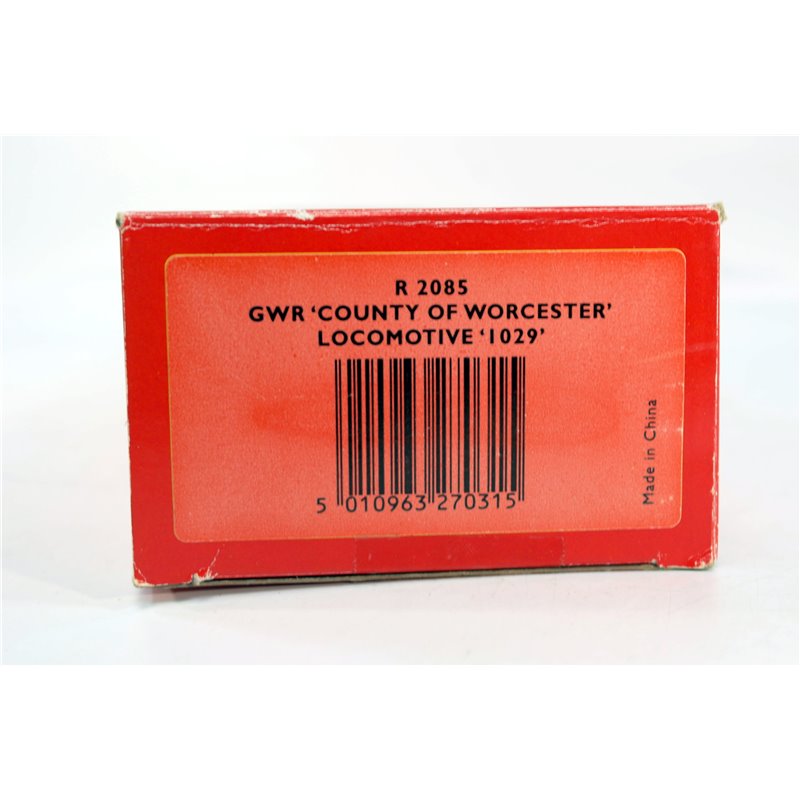 R 2085
GWR ‘COUNTY OF WORCESTER’
LOCOMOTIVE ‘1029’
5 010963 270315
Made in China